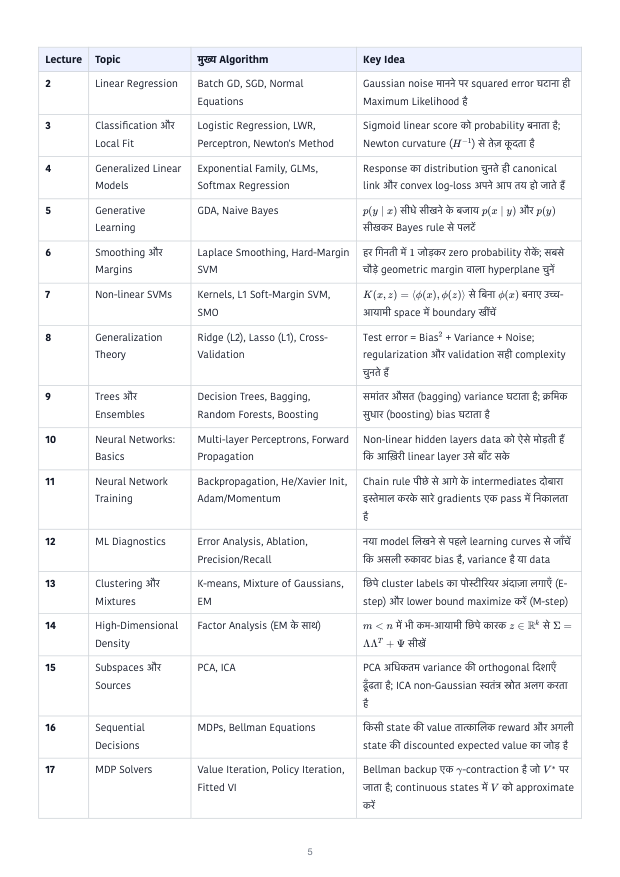 Lecture Topic मुख्य Algorithm Key Idea
2 Linear Regression Batch GD, SGD, Normal Gaussian noise मानने पर squared error घटाना ही
Equations Maximum Likelihood है
3 Classification और Logistic Regression, LWR, Sigmoid linear score को probability बनाता है;
Local Fit Perceptron, Newton's Method Newton curvature (H⁻¹) से तेज कूदता है
4 Generalized Linear Exponential Family, GLMs, Response का distribution चुनते ही canonical
Models Softmax Regression link और convex log-loss अपने आप तय हो जाते हैं
5 Generative GDA, Naive Bayes p(y | x) सीधे सीखने के बजाय p(x | y) और p(y)
Learning सीखकर Bayes rule से पलटें
6 Smoothing और Laplace Smoothing, Hard-Margin हर गिनती में 1 जोड़कर zero probability रोकें; सबसे
Margins SVM चौड़े geometric margin वाला hyperplane चुनें
7 Non-linear SVMs Kernels, L1 Soft-Margin SVM, K(x, z) = ⟨ϕ(x), ϕ(z)⟩ से बिना ϕ(x) बनाए उच्च-
SMO आयामी space में boundary खींचें
8 Generalization Ridge (L2), Lasso (L1), Cross- Test error = Bias² + Variance + Noise;
Theory Validation regularization और validation सही complexity
चुनते हैं
9 Trees और Decision Trees, Bagging, समांतर औसत (bagging) variance घटाता है; क्रमिक
Ensembles Random Forests, Boosting सुधार (boosting) bias घटाता है
10 Neural Networks: Multi-layer Perceptrons, Forward Non-linear hidden layers data को ऐसे मोड़ती हैं
Basics Propagation कि आखिरी linear layer उसे बाँट सके
11 Neural Network Backpropagation, He/Xavier Init, Chain rule पीछे से आगे के intermediates दोबारा
Training Adam/Momentum इस्तेमाल करके सारे gradients एक pass में निकालता
है
12 ML Diagnostics Error Analysis, Ablation, नया model लिखने से पहले learning curves से जाँचें
Precision/Recall कि असली रुकावट bias है, variance है या data
13 Clustering और K-means, Mixture of Gaussians, छिपे cluster labels का पोस्टीरियर अंदाज़ा लगाएँ (E-
Mixtures EM step) और lower bound maximize करें (M-step)
14 High-Dimensional Factor Analysis (EM के साथ) m < n में भी कम-आयामी छिपे कारक z ∈ ℝᵏ से Σ =
Density ΛΛᵀ + Ψ सीखें
15 Subspaces और PCA, ICA PCA अधिकतम variance की orthogonal दिशाएँ
Sources ढूँढता है; ICA non-Gaussian स्वतंत्र स्रोत अलग करता
है
16 Sequential MDPs, Bellman Equations किसी state की value तात्कालिक reward और अगली
Decisions state की discounted expected value का जोड़ है
17 MDP Solvers Value Iteration, Policy Iteration, Bellman backup एक γ-contraction है जो V* पर
Fitted VI जाता है; continuous states में V को approximate
करें
5